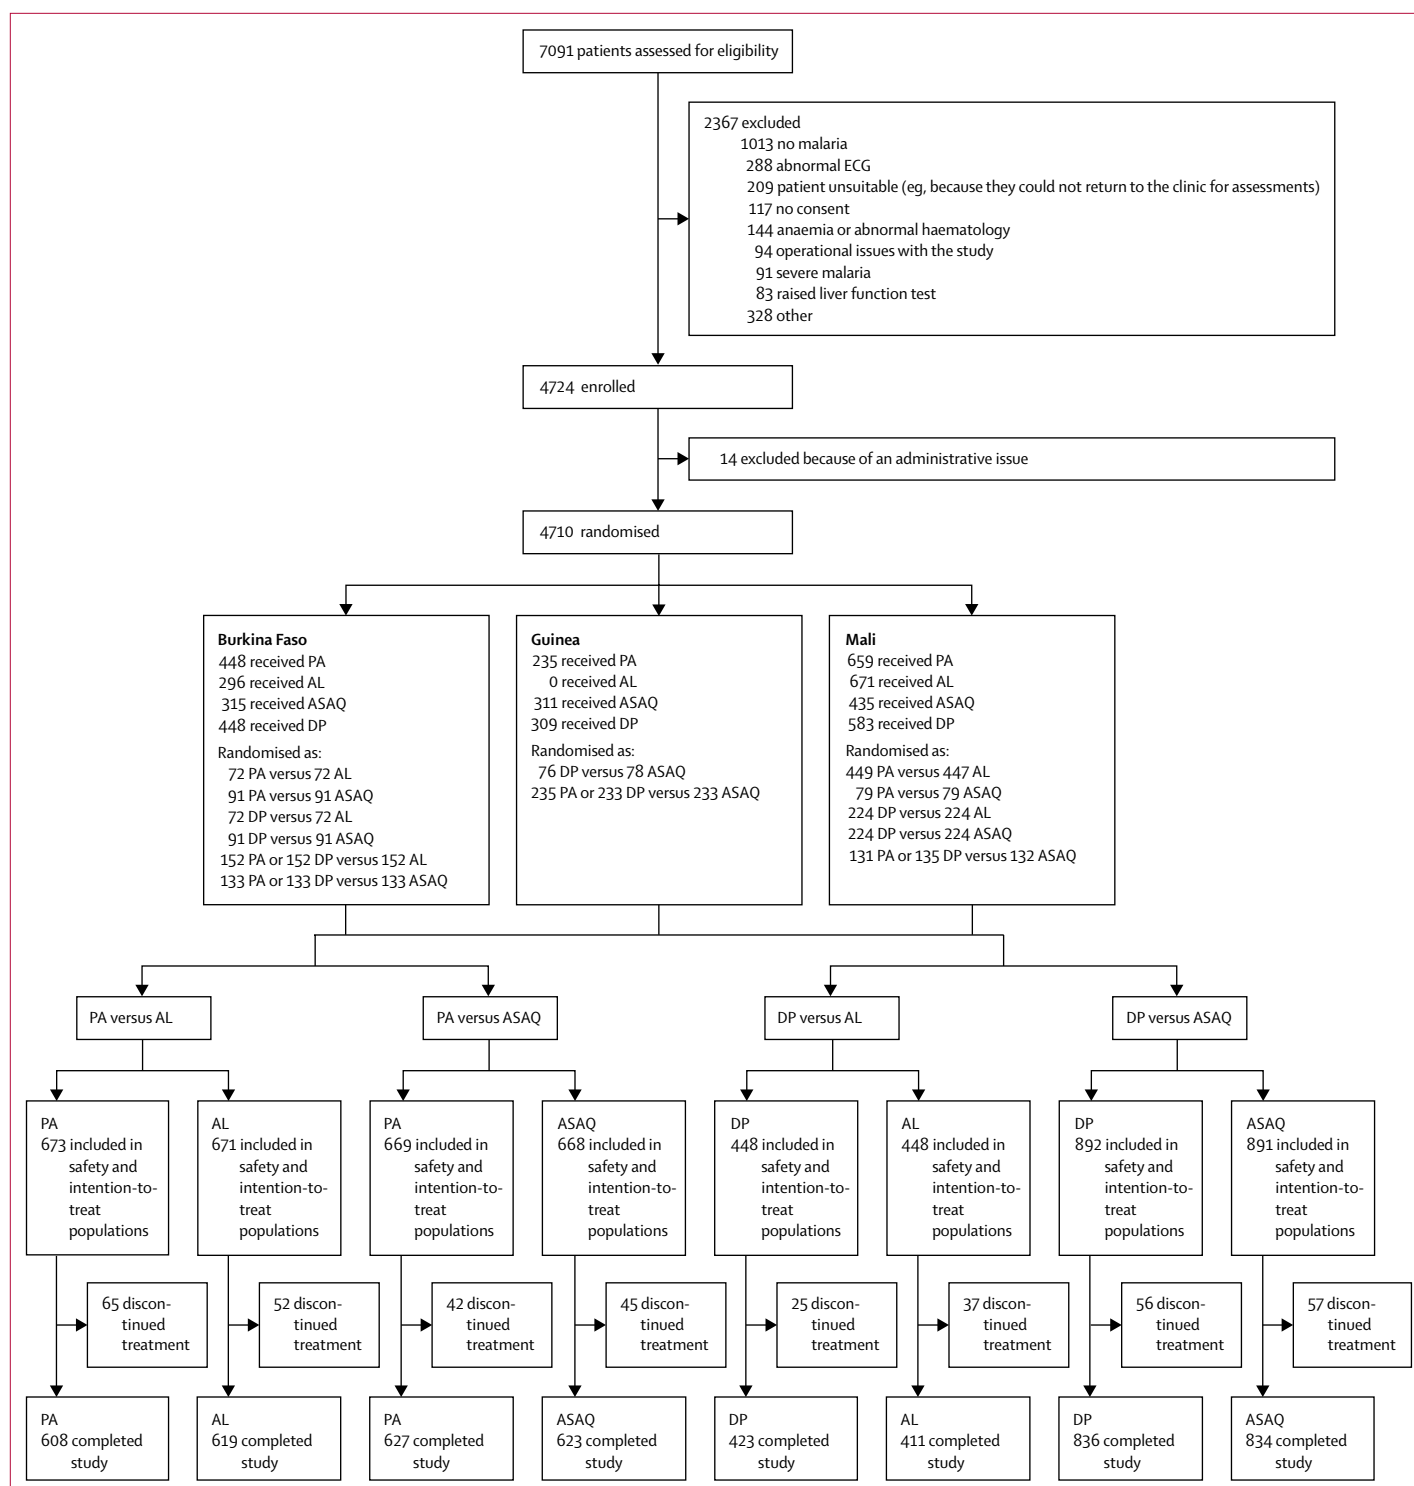 7091 patients assessed for eligibility
2367 excluded
1013 no malaria
288 abnormal ECG
209 patient unsuitable (eg, because they could not return to the clinic for assessments)
117 no consent
144 anaemia or abnormal haematology
94 operational issues with the study
91 severe malaria
83 raised liver function test
328 other
4724 enrolled
14 excluded because of an administrative issue
4710 randomised
Burkina Faso
448 received PA
296 received AL
315 received ASAQ
448 received DP
Randomised as:
72 PA versus 72 AL
91 PA versus 91 ASAQ
72 DP versus 72 AL
91 DP versus 91 ASAQ
152 PA or 152 DP versus 152 AL
133 PA or 133 DP versus 133 ASAQ
Guinea
235 received PA
0 received AL
311 received ASAQ
309 received DP
Randomised as:
76 DP versus 78 ASAQ
235 PA or 233 DP versus 233 ASAQ
Mali
659 received PA
671 received AL
435 received ASAQ
583 received DP
Randomised as:
449 PA versus 447 AL
79 PA versus 79 ASAQ
224 DP versus 224 AL
224 DP versus 224 ASAQ
131 PA or 135 DP versus 132 ASAQ
PA versus AL
PA versus ASAQ
DP versus AL
DP versus ASAQ
PA
673 included in
safety and
intention-to-
treat
populations
AL
671 included in
safety and
intention-to-
treat
populations
PA
669 included in
safety and
intention-to-
treat
populations
ASAQ
668 included in
safety and
intention-to-
treat
populations
DP
448 included in
safety and
intention-to-
treat
populations
AL
448 included in
safety and
intention-to-
treat
populations
DP
892 included in
safety and
intention-to-
treat
populations
ASAQ
891 included in
safety and
intention-to-
treat
populations
65 discon-
tinued
treatment
52 discon-
tinued
treatment
42 discon-
tinued
treatment
45 discon-
tinued
treatment
25 discon-
tinued
treatment
37 discon-
tinued
treatment
56 discon-
tinued
treatment
57 discon-
tinued
treatment
PA
608 completed
study
AL
619 completed
study
PA
627 completed
study
ASAQ
623 completed
study
DP
423 completed
study
AL
411 completed
study
DP
836 completed
study
ASAQ
834 completed
study